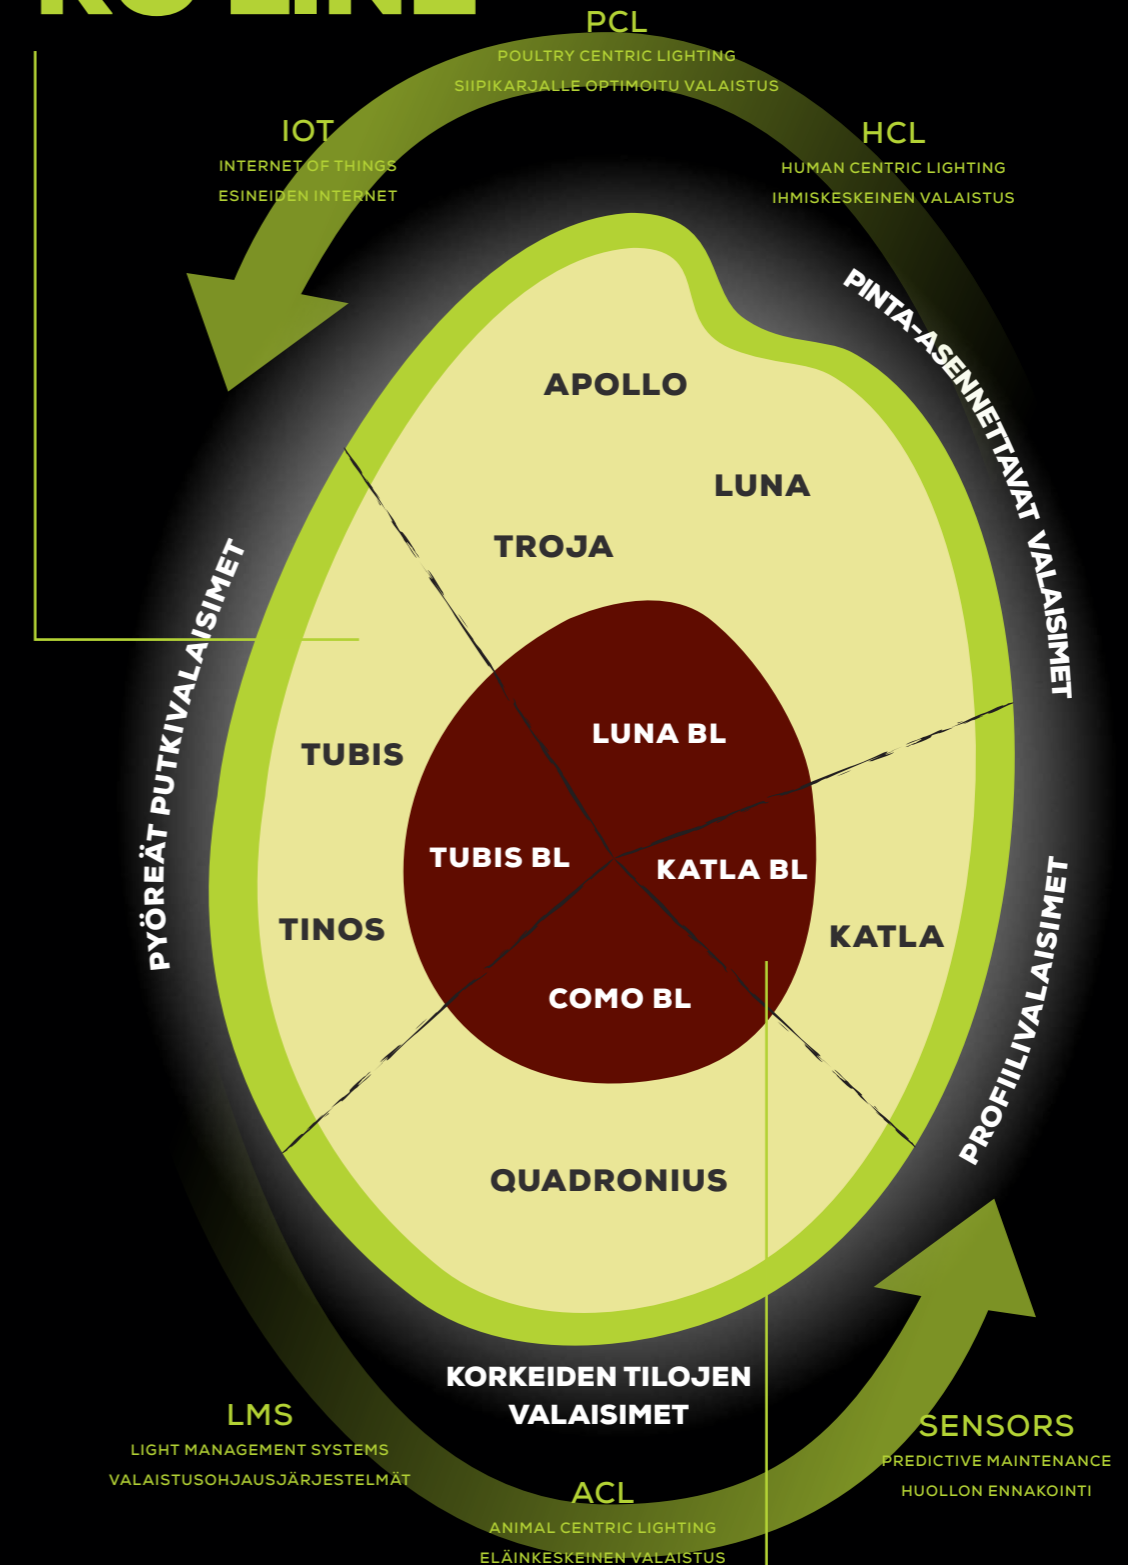 LINE
PCL
POULTRY CENTRIC LIGHTING
SIIPIKARJALLE OPTIMOITU VALAISTUS
IOT
INTERNET OF THINGS
ESINEIDEN INTERNET
HCL
HUMAN CENTRIC LIGHTING
IHMISKESKEINEN VALAISTUS
PINTA-ASENNETTAVAT VALAISIMET
APOLLO
LUNA
TROJA
PYÖREÄT PUTKIVALAISIMET
LUNA BL
TUBIS
TUBIS BL
KATLA BL
TINOS
KATLA
PROFIILIVALAISIMET
COMO BL
QUADRONIUS
KORKEIDEN TILOJEN
VALAISIMET
LMS
LIGHT MANAGEMENT SYSTEMS
VALAISTUSOHJAUSJÄRJESTELMÄT
SENSORS
PREDICTIVE MAINTENANCE
HUOLLON ENNAKOINTI
ACL
ANIMAL CENTRIC LIGHTING
ELÄINKESKEINEN VALAISTUS